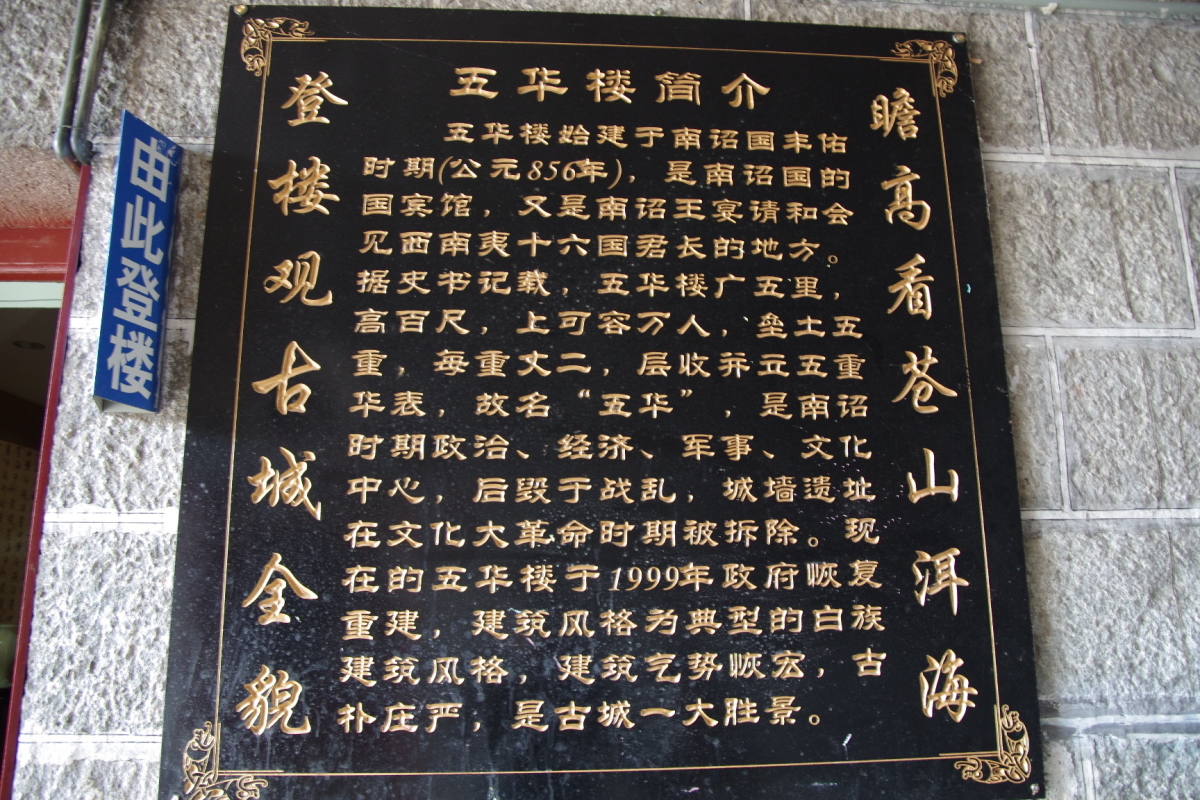 五华楼简介
五华楼始建于南诏国丰佑
时期(公元856年)，是南诏国的
国宾馆，又是南诏王宴请和会
见西南夷十六国君长的地方。
据史书记载，五华楼广五里，
高百尺，上可容万人，垒土五
重，每重丈二，层收并立五重
华表，故名“五华”，是南诏
时期政治、经济、军事、文化
中心，后毁于战乱，城墙遗址
在文化大革命时期被拆除。现
在的五华楼于1999年政府恢复
重建，建筑风格为典型的白族
建筑风格，建筑气势恢宏，古
朴庄严，是古城一大胜景。
瞻高看苍山洱海
登楼观古城全貌
由此登楼